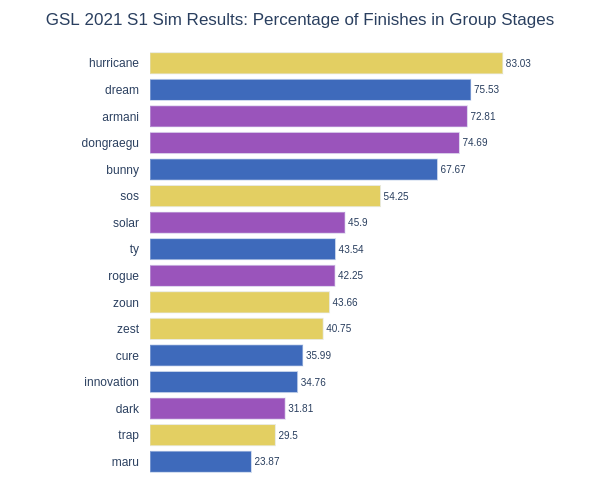 GSL 2021 S1 Sim Results: Percentage of Finishes in Group Stages
hurricane 83.03
dream 75.53
armani 72.81
dongraegu 74.69
bunny 67.67
sos 54.25
solar 45.9
ty 43.54
rogue 42.25
zoun 43.66
zest 40.75
cure 35.99
innovation 34.76
dark 31.81
trap 29.5
maru 23.87